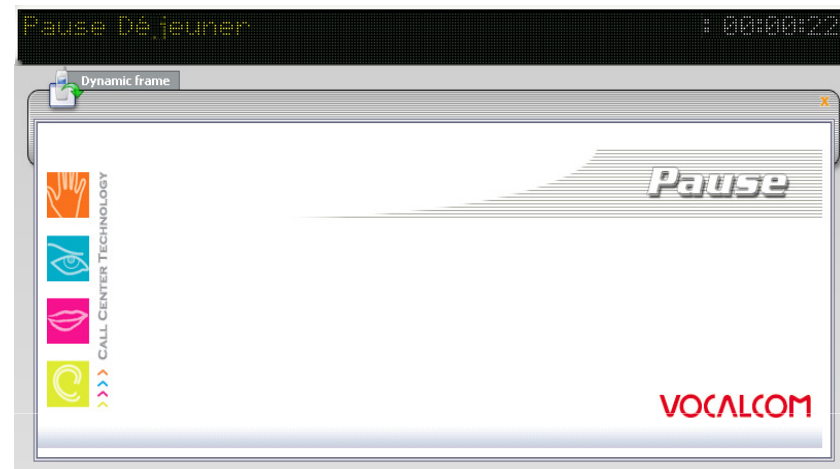 Pause Déjeuner : 00:00:22
Dynamic frame
x
Pause
CALL CENTER TECHNOLOGY
VOCALCOM